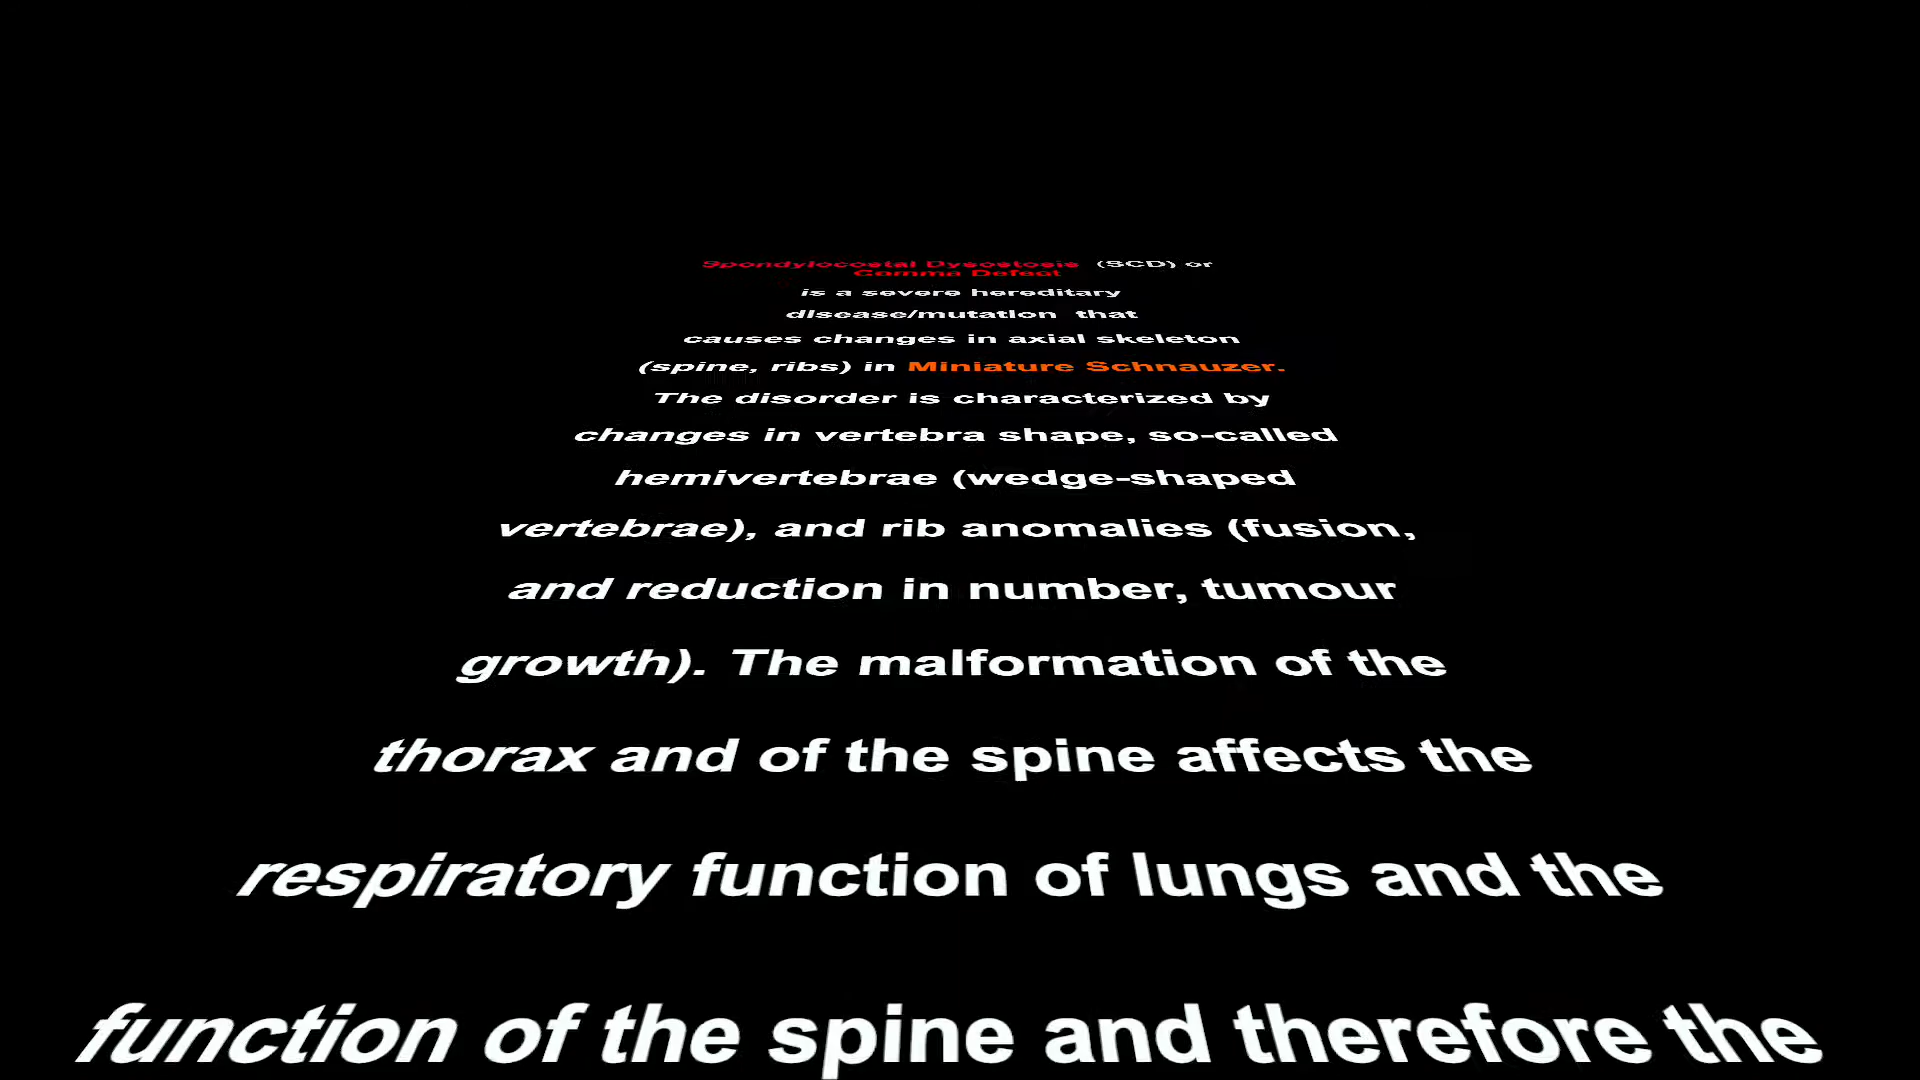 Spondylocostal Dysostosis (SCD) or
Comma Defect
is a severe hereditary
disease/mutation that
causes changes in axial skeleton
(spine, ribs) in Miniature Schnauzer.
The disorder is characterized by
changes in vertebra shape, so-called
hemivertebrae (wedge-shaped
vertebrae), and rib anomalies (fusion,
and reduction in number, tumour
growth). The malformation of the
thorax and of the spine affects the
respiratory function of lungs and the
function of the spine and therefore the